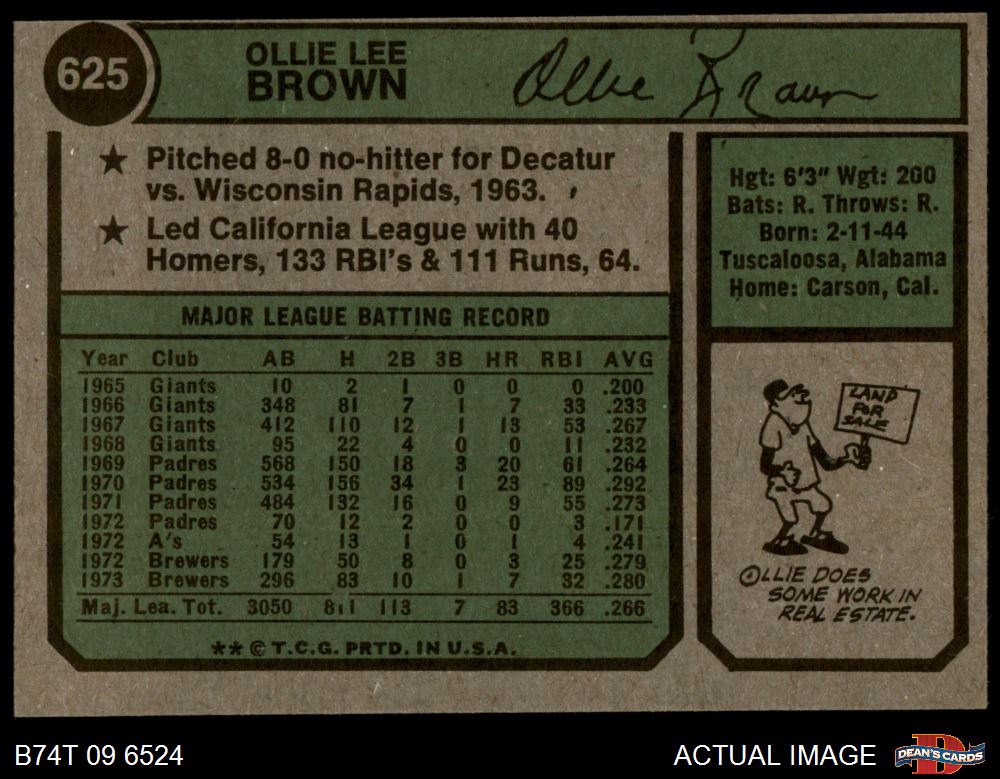 625
OLLIE LEE
BROWN
Ollie Brown
★ Pitched 8-0 no-hitter for Decatur
vs. Wisconsin Rapids, 1963.
★ Led California League with 40
Homers, 133 RBI's & 111 Runs, 64.
Hgt: 6'3" Wgt: 200
Bats: R. Throws: R.
Born: 2-11-44
Tuscaloosa, Alabama
Home: Carson, Cal.
MAJOR LEAGUE BATTING RECORD
Year Club AB H 2B 3B HR RBI AVG
1965 Giants 10 2 1 0 0 0 .200
1966 Giants 348 81 7 1 7 33 .233
1967 Giants 412 110 12 1 13 53 .267
1968 Giants 95 22 4 0 0 11 .232
1969 Padres 568 150 18 3 20 61 .264
1970 Padres 534 156 34 1 23 89 .292
1971 Padres 484 132 16 0 9 55 .273
1972 Padres 70 12 2 0 0 3 .171
1972 A's 54 13 1 0 1 4 .241
1972 Brewers 179 50 8 0 3 25 .279
1973 Brewers 296 83 10 1 7 32 .280
Maj. Lea. Tot. 3050 811 113 7 83 366 .266
** © T.C.G. PRTD. IN U.S.A.
LAND
FOR
SALE
OLLIE DOES
SOME WORK IN
REAL ESTATE.
B74T 09 6524
ACTUAL IMAGE
D
DEAN'S CARDS